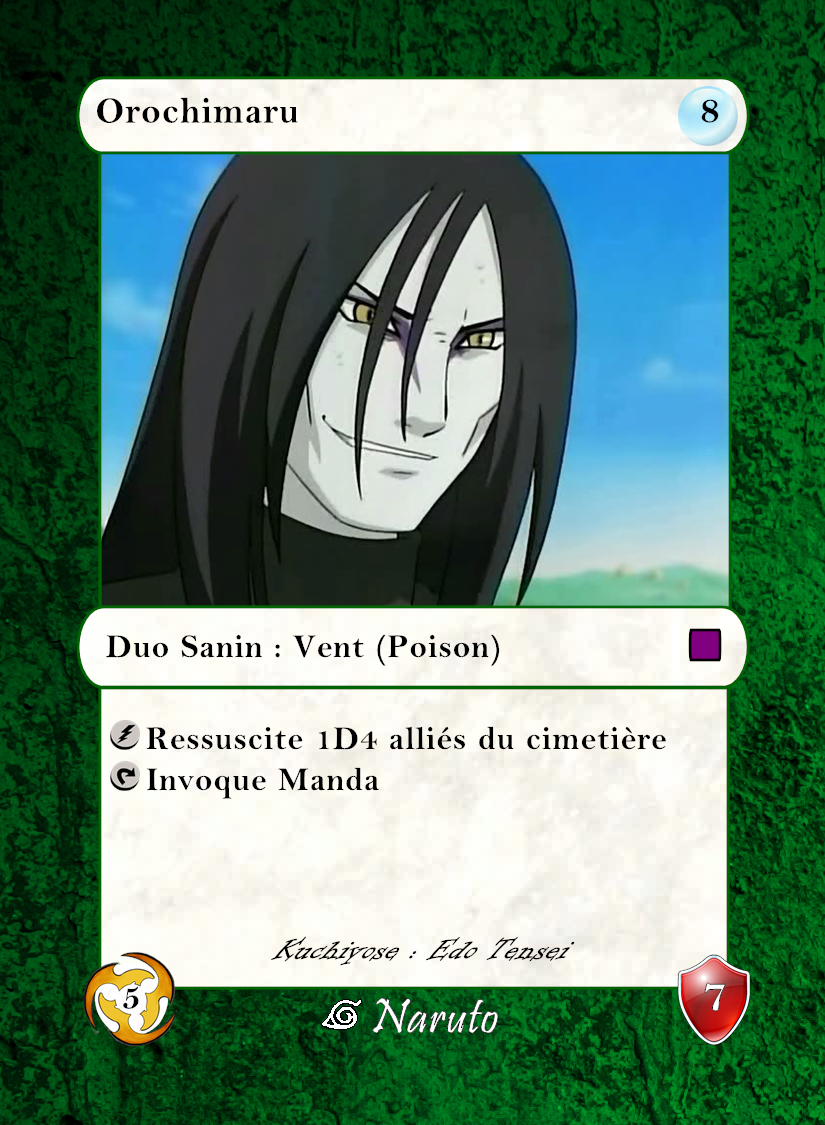 Orochimaru
8
Duo Sanin : Vent (Poison)
Ressuscite 1D4 alliés du cimetière
Invoque Manda
Kuchiyose : Edo Tensei
5
7
Naruto